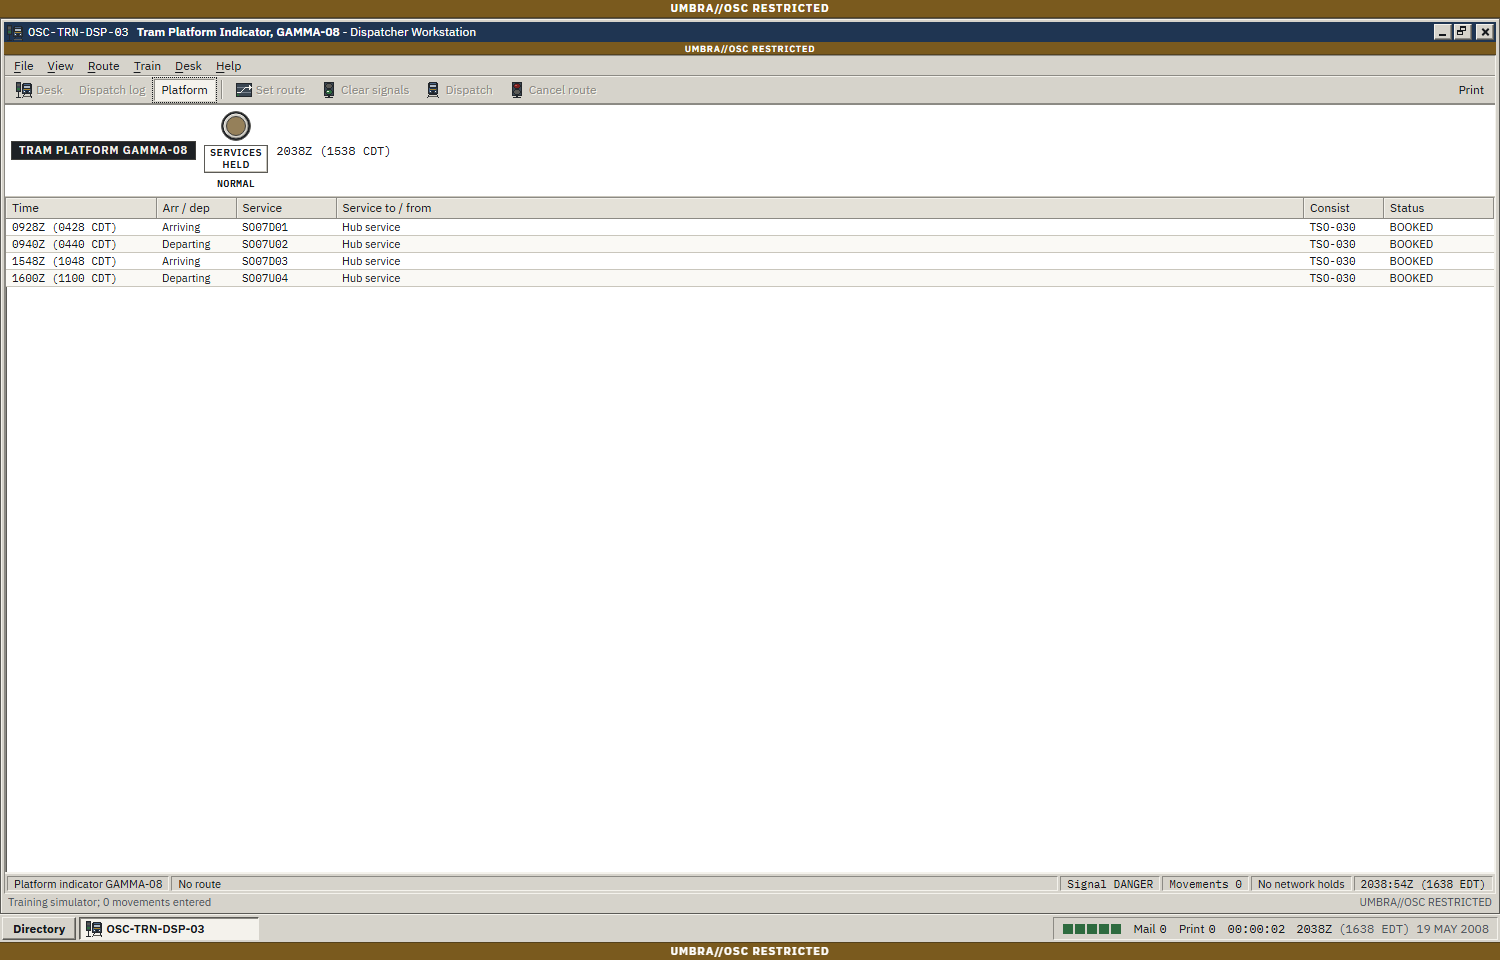 UMBRA//OSC RESTRICTED
OSC-TRN-DSP-03 Tram Platform Indicator, GAMMA-08 - Dispatcher Workstation
UMBRA//OSC RESTRICTED
File View Route Train Desk Help
Desk Dispatch log Platform Set route Clear signals Dispatch Cancel route Print
TRAM PLATFORM GAMMA-08
SERVICES
HELD
NORMAL
2038Z (1538 CDT)
Time Arr / dep Service Service to / from Consist Status
0928Z (0428 CDT) Arriving SO07D01 Hub service TSO-030 BOOKED
0940Z (0440 CDT) Departing SO07U02 Hub service TSO-030 BOOKED
1548Z (1048 CDT) Arriving SO07D03 Hub service TSO-030 BOOKED
1600Z (1100 CDT) Departing SO07U04 Hub service TSO-030 BOOKED
Platform indicator GAMMA-08 No route Signal DANGER Movements 0 No network holds 2038:54Z (1638 EDT)
Training simulator; 0 movements entered UMBRA//OSC RESTRICTED
Directory OSC-TRN-DSP-03 Mail 0 Print 0 00:00:02 2038Z (1638 EDT) 19 MAY 2008
UMBRA//OSC RESTRICTED